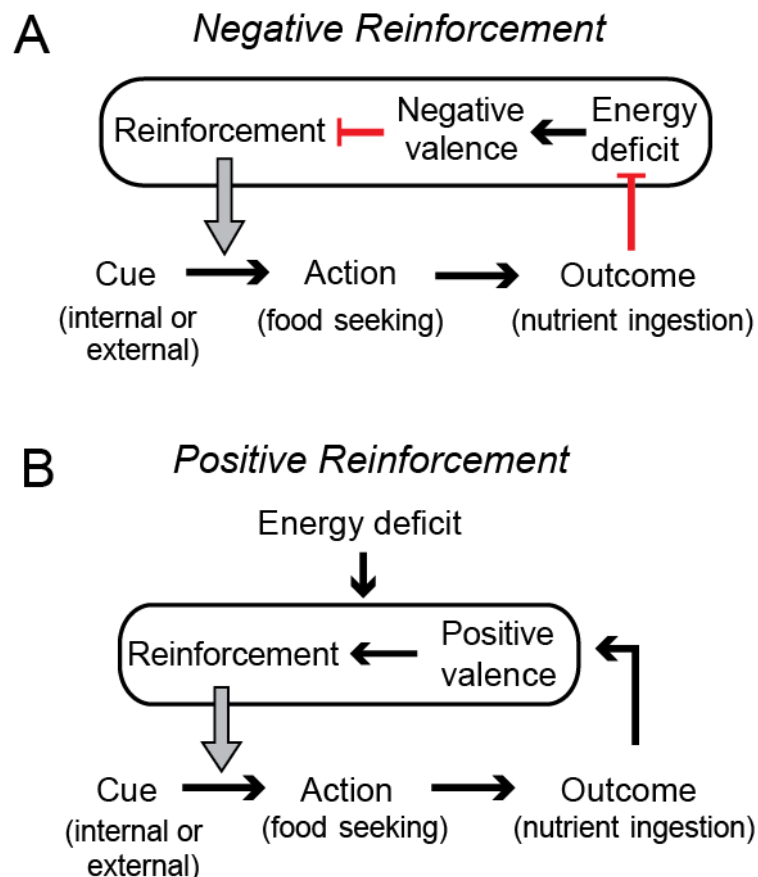 A
Negative Reinforcement
Reinforcement
Negative
valence
Energy
deficit
Cue
(internal or
external)
Action
(food seeking)
Outcome
(nutrient ingestion)
B
Positive Reinforcement
Energy deficit
Reinforcement
Positive
valence
Cue
(internal or
external)
Action
(food seeking)
Outcome
(nutrient ingestion)